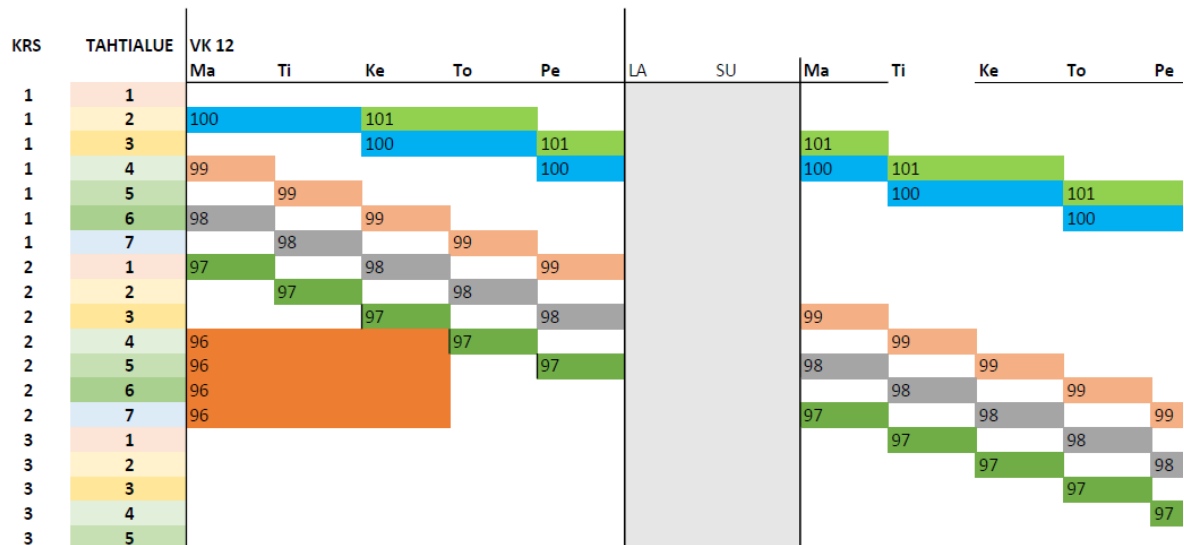 KRS TAHTIALUE VK 12
Ma Ti Ke To Pe LA SU Ma Ti Ke To Pe
1 1
1 2 100 101
1 3 100 101 101
1 4 99 100 100 101
1 5 99 100 101
1 6 98 99 100
1 7 98 99
2 1 97 98 99
2 2 97 98
2 3 97 98 99
2 4 96 97 99
2 5 96 97 98 99
2 6 96 98 99
2 7 96 97 98 99
3 1 97 98
3 2 97 98
3 3 97
3 4 97
3 5